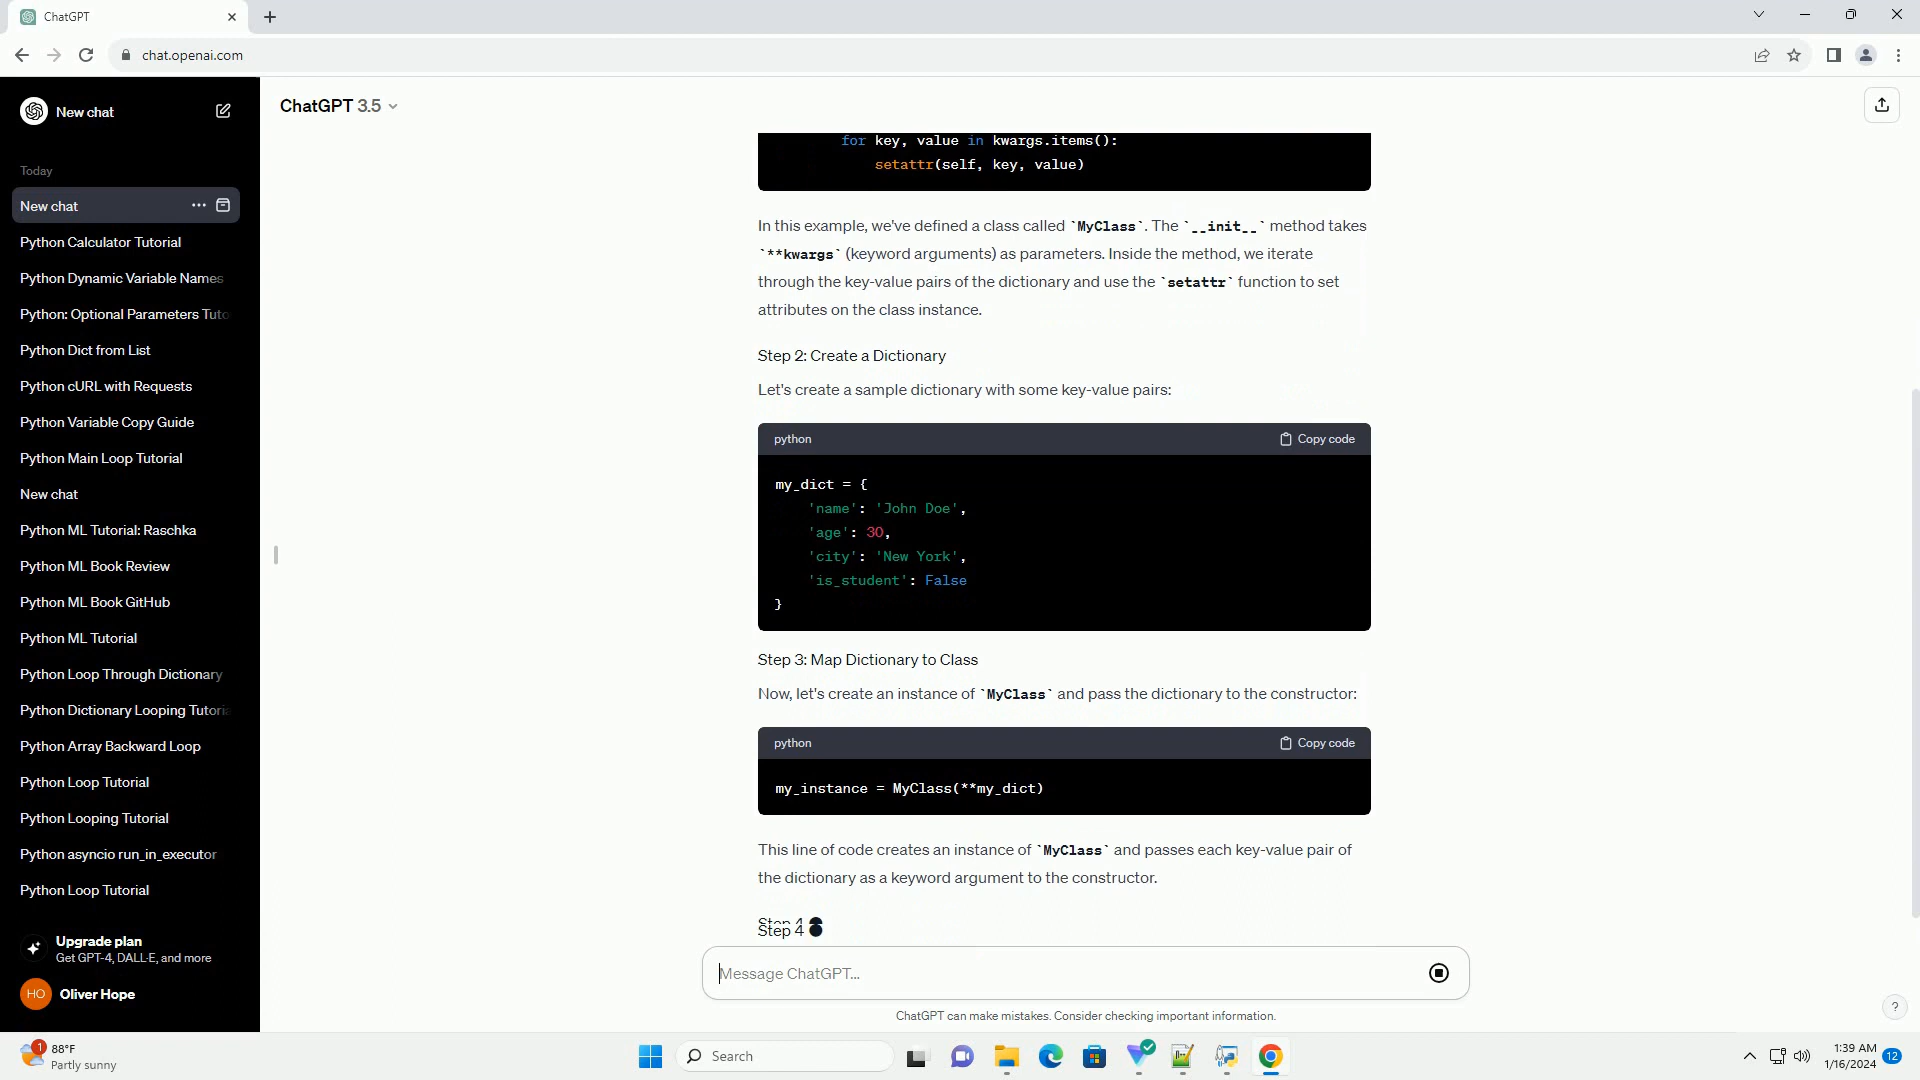 ChatGPT
chat.openai.com
New chat
Today
New chat
Python Calculator Tutorial
Python Dynamic Variable Names
Python: Optional Parameters Tuto
Python Dict from List
Python cURL with Requests
Python Variable Copy Guide
Python Main Loop Tutorial
New chat
Python ML Tutorial: Raschka
Python ML Book Review
Python ML Book GitHub
Python ML Tutorial
Python Loop Through Dictionary
Python Dictionary Looping Tutoria
Python Array Backward Loop
Python Loop Tutorial
Python Looping Tutorial
Python asyncio run_in_executor
Python Loop Tutorial
Upgrade plan
Get GPT-4, DALL·E, and more
HO Oliver Hope
ChatGPT 3.5
for key, value in kwargs.items():
setattr(self, key, value)
In this example, we've defined a class called `MyClass`. The `__init__` method takes
`**kwargs` (keyword arguments) as parameters. Inside the method, we iterate
through the key-value pairs of the dictionary and use the `setattr` function to set
attributes on the class instance.
Step 2: Create a Dictionary
Let's create a sample dictionary with some key-value pairs:
python Copy code
my_dict = {
'name': 'John Doe',
'age': 30,
'city': 'New York',
'is_student': False
}
Step 3: Map Dictionary to Class
Now, let's create an instance of `MyClass` and pass the dictionary to the constructor:
python Copy code
my_instance = MyClass(**my_dict)
This line of code creates an instance of `MyClass` and passes each key-value pair of
the dictionary as a keyword argument to the constructor.
Step 4
Message ChatGPT...
ChatGPT can make mistakes. Consider checking important information.
?
1
88°F
Partly sunny
Search
1:39 AM
1/16/2024
12